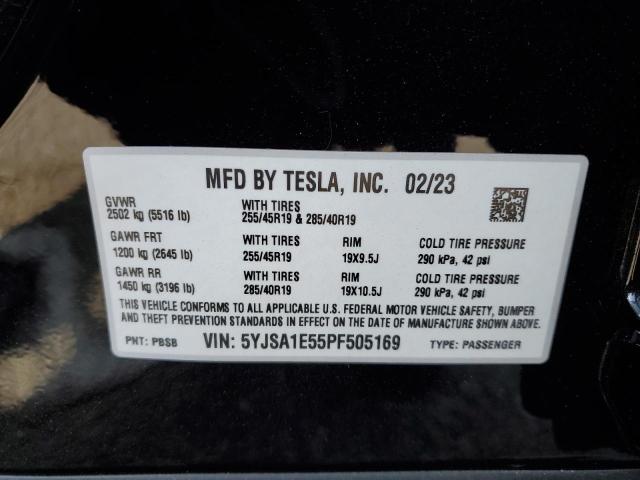 MFD BY TESLA, INC. 02/23
GVWR
2502 kg (5516 lb)
WITH TIRES
255/45R19 & 285/40R19
GAWR FRT
1200 kg (2645 lb)
WITH TIRES
255/45R19
RIM
19X9.5J
COLD TIRE PRESSURE
290 kPa, 42 psi
GAWR RR
1450 kg (3196 lb)
WITH TIRES
285/40R19
RIM
19X10.5J
COLD TIRE PRESSURE
290 kPa, 42 psi
THIS VEHICLE CONFORMS TO ALL APPLICABLE U.S. FEDERAL MOTOR VEHICLE SAFETY, BUMPER
AND THEFT PREVENTION STANDARDS IN EFFECT ON THE DATE OF MANUFACTURE SHOWN ABOVE.
PNT: PBSB VIN: 5YJSA1E55PF505169 TYPE: PASSENGER